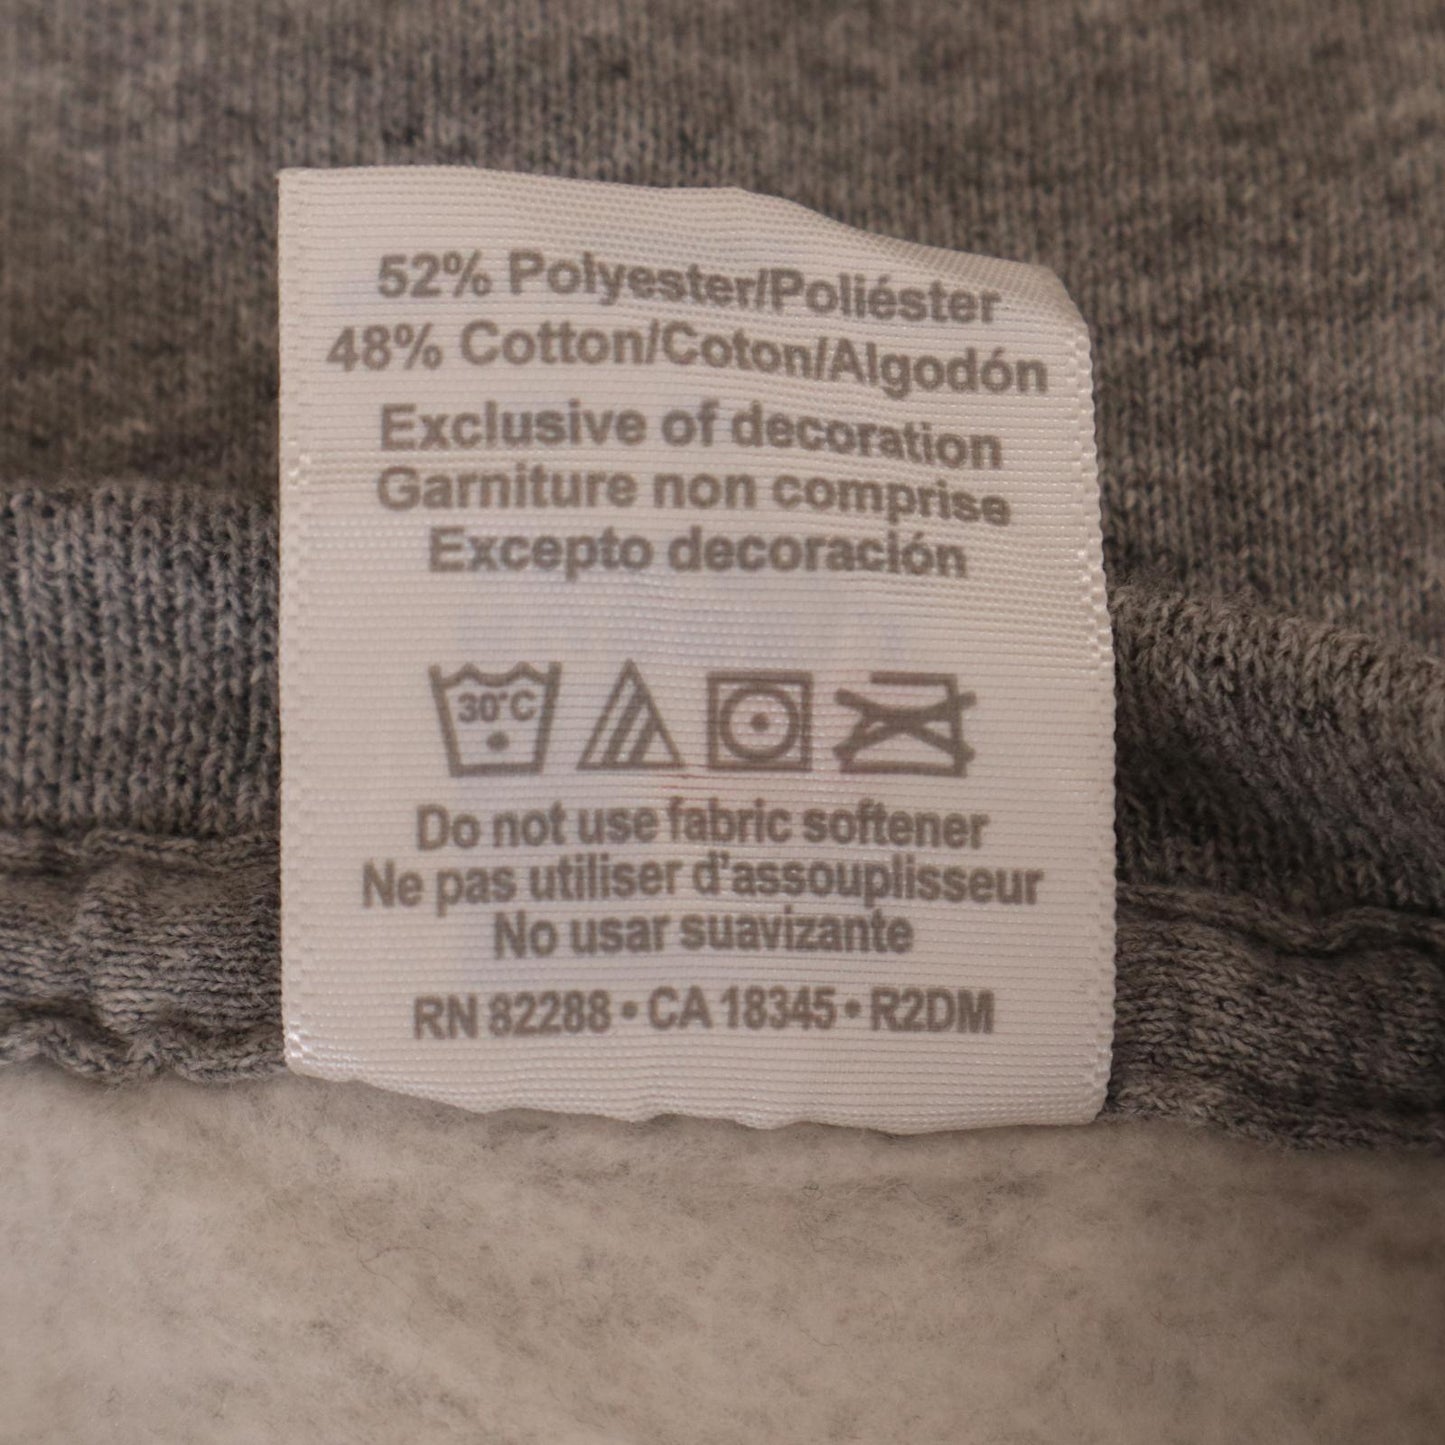 52% Polyester/Poliéster
48% Cotton/Coton/Algodón
Exclusive of decoration
Garniture non comprise
Excepto decoración
30°C
Do not use fabric softener
Ne pas utiliser d'assouplisseur
No usar suavizante
RN 82288 • CA 18345 • R2DM